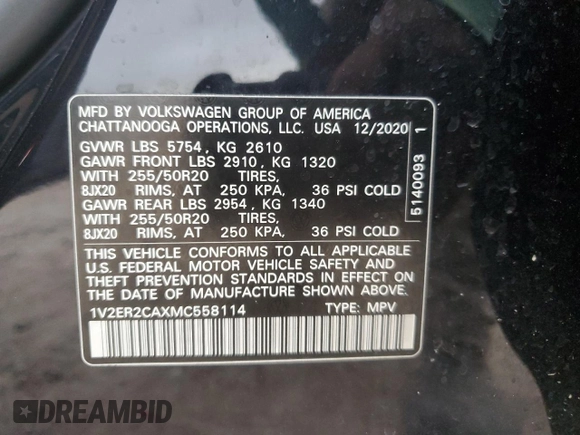 MFD BY VOLKSWAGEN GROUP OF AMERICA
CHATTANOOGA OPERATIONS, LLC. USA 12/2020
GVWR LBS 5754, KG 2610
GAWR FRONT LBS 2910, KG 1320
WITH 255/50R20 TIRES,
8JX20 RIMS, AT 250 KPA, 36 PSI COLD
GAWR REAR LBS 2954, KG 1340
WITH 255/50R20 TIRES,
8JX20 RIMS, AT 250 KPA, 36 PSI COLD
THIS VEHICLE CONFORMS TO ALL APPLICABLE
U.S. FEDERAL MOTOR VEHICLE SAFETY AND
THEFT PREVENTION STANDARDS IN EFFECT ON
THE DATE OF MANUFACTURE SHOWN ABOVE.
1V2ER2CAXMC558114 TYPE: MPV
5140093 1
DREAMBID